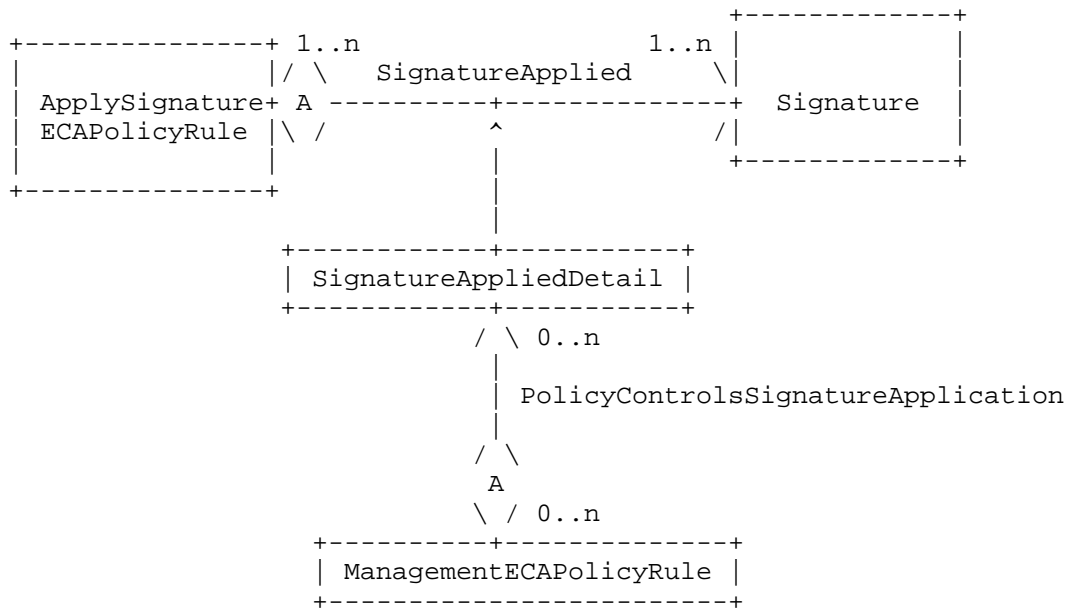 1..n 1..n
SignatureApplied
ApplySignature A Signature
ECAPolicyRule
SignatureAppliedDetail
0..n
PolicyControlsSignatureApplication
A
0..n
ManagementECAPolicyRule